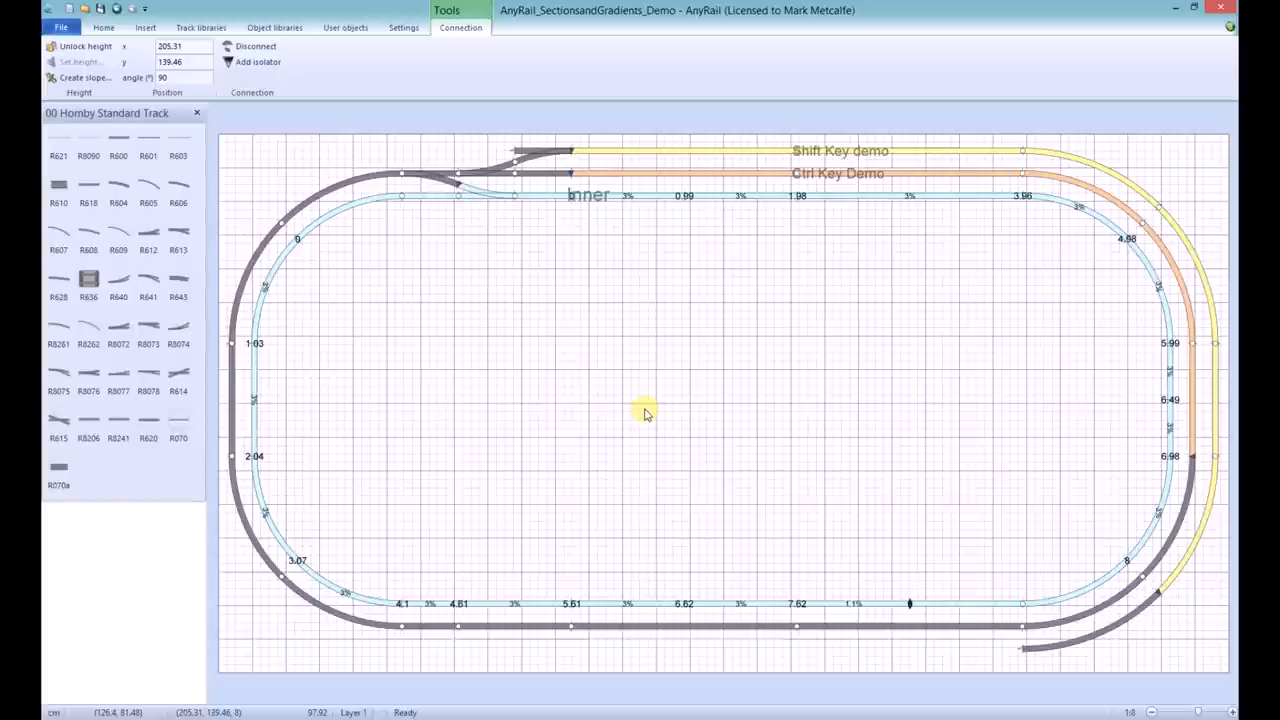 Tools
AnyRail_SectionsandGradients_Demo - AnyRail (Licensed to Mark Metcalfe)
File Home Insert Track libraries Object libraries User objects Settings Connection
Unlock height x 205.31 Disconnect
Set height... y 139.46 Add isolator
Create slope... angle (°) 90
Height Position Connection
00 Hornby Standard Track
R621 R8090 R600 R601 R603
R610 R618 R604 R605 R606
R607 R608 R609 R612 R613
R628 R636 R640 R641 R643
R8261 R8262 R8072 R8073 R8074
R8075 R8076 R8077 R8078 R614
R615 R8206 R8241 R620 R070
R070a
Shift Key demo
Ctrl Key Demo
Inner 3% 0.99 3% 1.98 3% 3.96
3%
0 4.98
3% 3%
1.03 5.99
3% 3%
6.49
3%
2.04 6.98
3% 3%
3.07 8
3%
4.1 3% 4.61 3% 5.61 3% 6.62 3% 7.62 1.1%
cm (126.4, 81.48) (205.31, 139.46, 8) 97.92 Layer 1 Ready 1:8